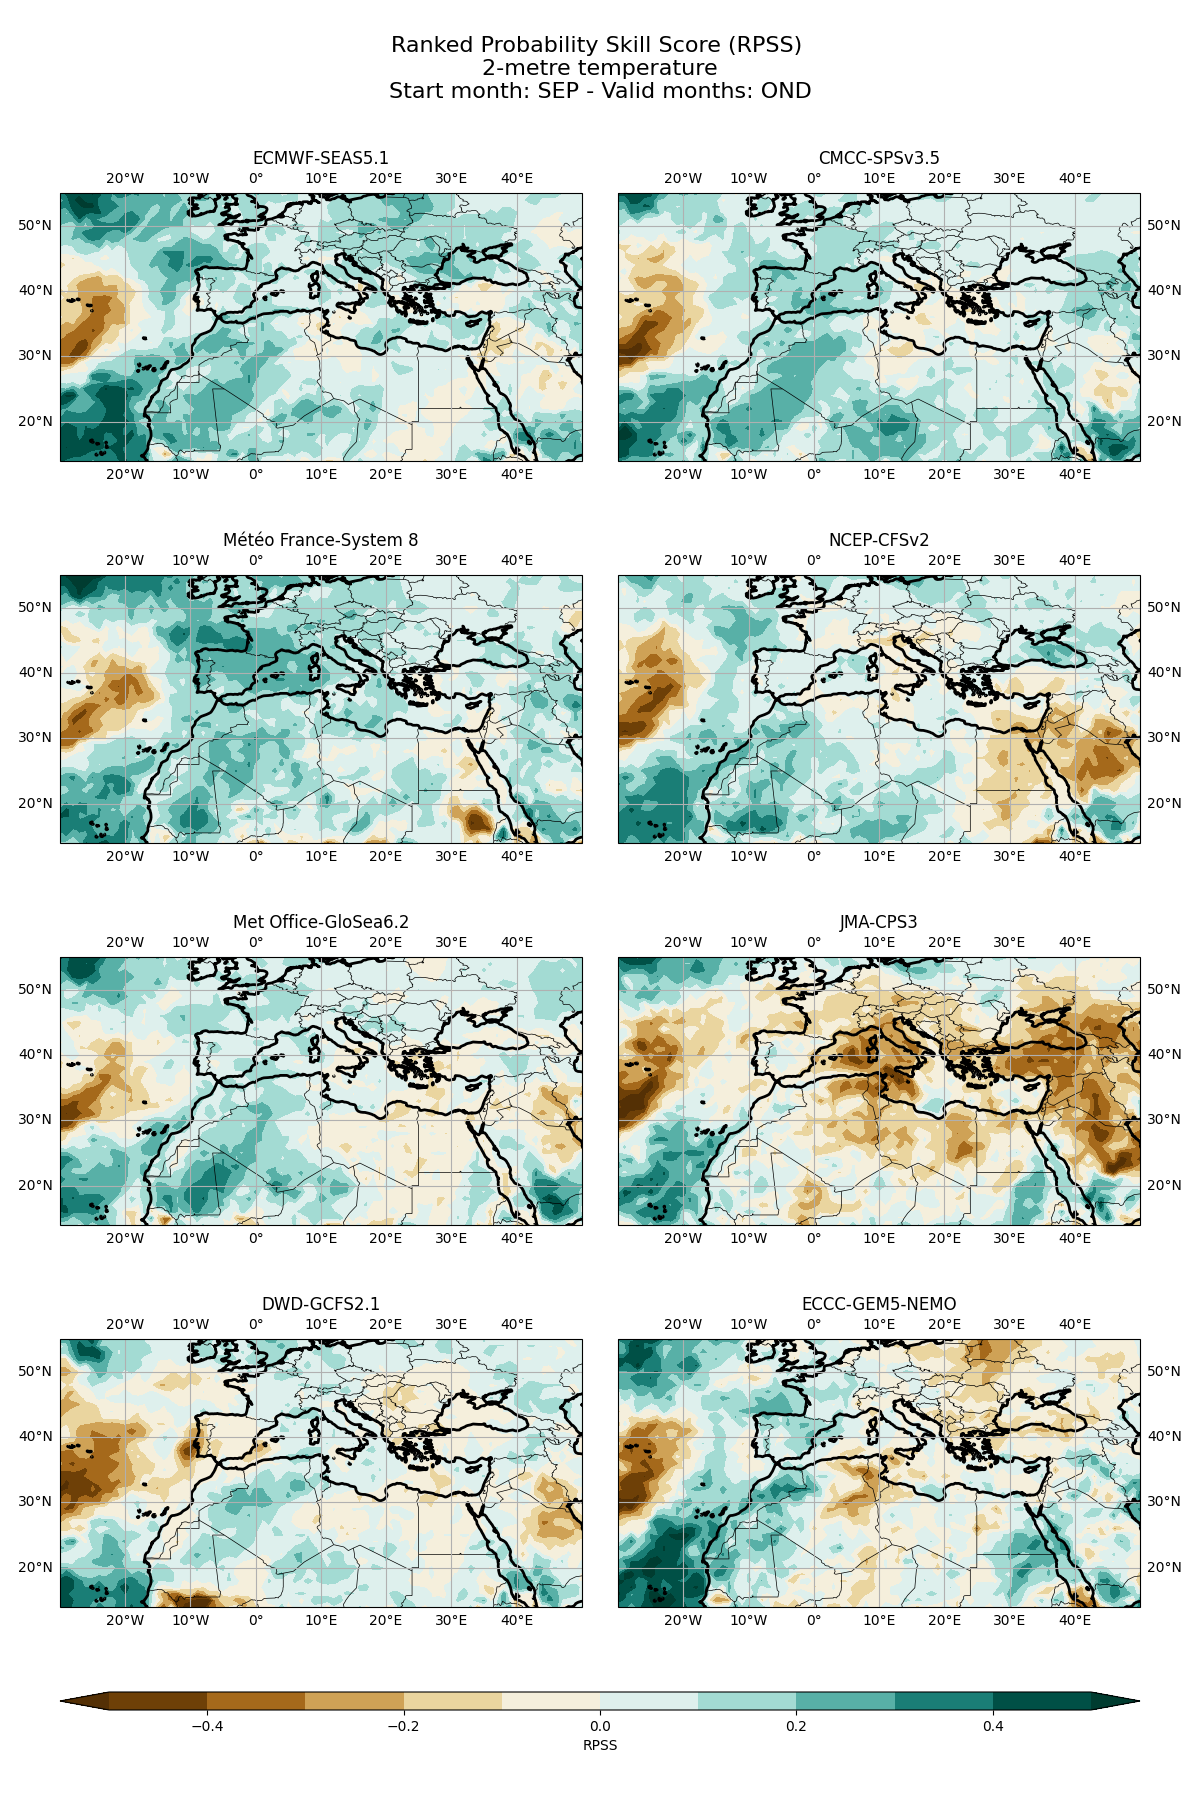 Ranked Probability Skill Score (RPSS)
2-metre temperature
Start month: SEP - Valid months: OND
ECMWF-SEAS5.1
20°W 10°W 0° 10°E 20°E 30°E 40°E
50°N
40°N
30°N
20°N
20°W 10°W 0° 10°E 20°E 30°E 40°E
CMCC-SPSv3.5
20°W 10°W 0° 10°E 20°E 30°E 40°E
50°N
40°N
30°N
20°N
20°W 10°W 0° 10°E 20°E 30°E 40°E
Météo France-System 8
20°W 10°W 0° 10°E 20°E 30°E 40°E
50°N
40°N
30°N
20°N
20°W 10°W 0° 10°E 20°E 30°E 40°E
NCEP-CFSv2
20°W 10°W 0° 10°E 20°E 30°E 40°E
50°N
40°N
30°N
20°N
20°W 10°W 0° 10°E 20°E 30°E 40°E
Met Office-GloSea6.2
20°W 10°W 0° 10°E 20°E 30°E 40°E
50°N
40°N
30°N
20°N
20°W 10°W 0° 10°E 20°E 30°E 40°E
JMA-CPS3
20°W 10°W 0° 10°E 20°E 30°E 40°E
50°N
40°N
30°N
20°N
20°W 10°W 0° 10°E 20°E 30°E 40°E
DWD-GCFS2.1
20°W 10°W 0° 10°E 20°E 30°E 40°E
50°N
40°N
30°N
20°N
20°W 10°W 0° 10°E 20°E 30°E 40°E
ECCC-GEM5-NEMO
20°W 10°W 0° 10°E 20°E 30°E 40°E
50°N
40°N
30°N
20°N
20°W 10°W 0° 10°E 20°E 30°E 40°E
−0.4 −0.2 0.0 0.2 0.4
RPSS